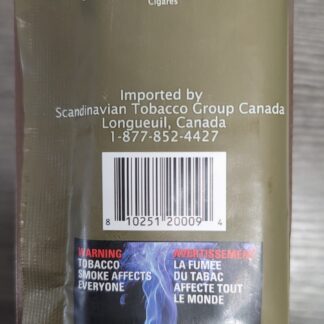 Cigares
Imported by
Scandinavian Tobacco Group Canada
Longueuil, Canada
1-877-852-4427
8 10251 20009 4
WARNING
TOBACCO
SMOKE AFFECTS
EVERYONE
AVERTISSEMENT
LA FUMÉE
DU TABAC
AFFECTE TOUT
LE MONDE